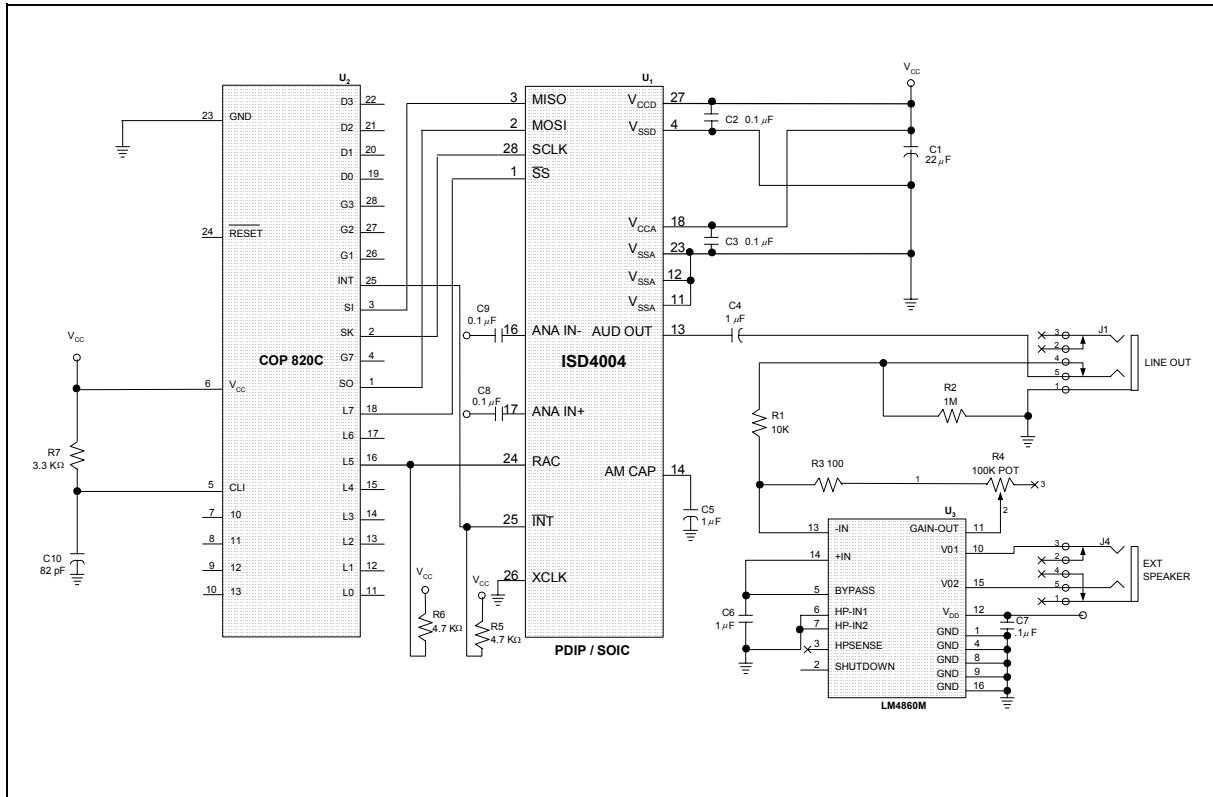 U2
COP 820C
23 GND
24 RESET
VCC
6 VCC
R7
3.3 KΩ
5 CLI
7 10
8 11
9 12
10 13
C10
82 pF
D3 22
D2 21
D1 20
D0 19
G3 28
G2 27
G1 26
INT 25
SI 3
SK 2
G7 4
SO 1
L7 18
L6 17
L5 16
L4 15
L3 14
L2 13
L1 12
L0 11
VCC
R6
4.7 KΩ
VCC
R5
4.7 KΩ
U1
ISD4004
PDIP / SOIC
3 MISO
2 MOSI
28 SCLK
1 SS
C9
0.1 µF
16 ANA IN-
C8
0.1 µF
17 ANA IN+
24 RAC
25 INT
26 XCLK
VCCD 27
VSSD 4
VCCA 18
VSSA 23
VSSA 12
VSSA 11
AUD OUT 13
AM CAP 14
C2 0.1 µF
C3 0.1 µF
VCC
C1
22 µF
C4
1 µF
C5
1 µF
J1
3
2
4
5
1
LINE OUT
R1
10K
R2
1M
R3 100
1
R4
100K POT
3
2
U3
LM4860M
13 -IN
14 +IN
5 BYPASS
6 HP-IN1
7 HP-IN2
3 HPSENSE
2 SHUTDOWN
C6
1 µF
GAIN-OUT 11
V01 10
V02 15
VDD 12
GND 1
GND 4
GND 8
GND 9
GND 16
C7
.1 µF
J4
3
2
4
5
1
EXT
SPEAKER